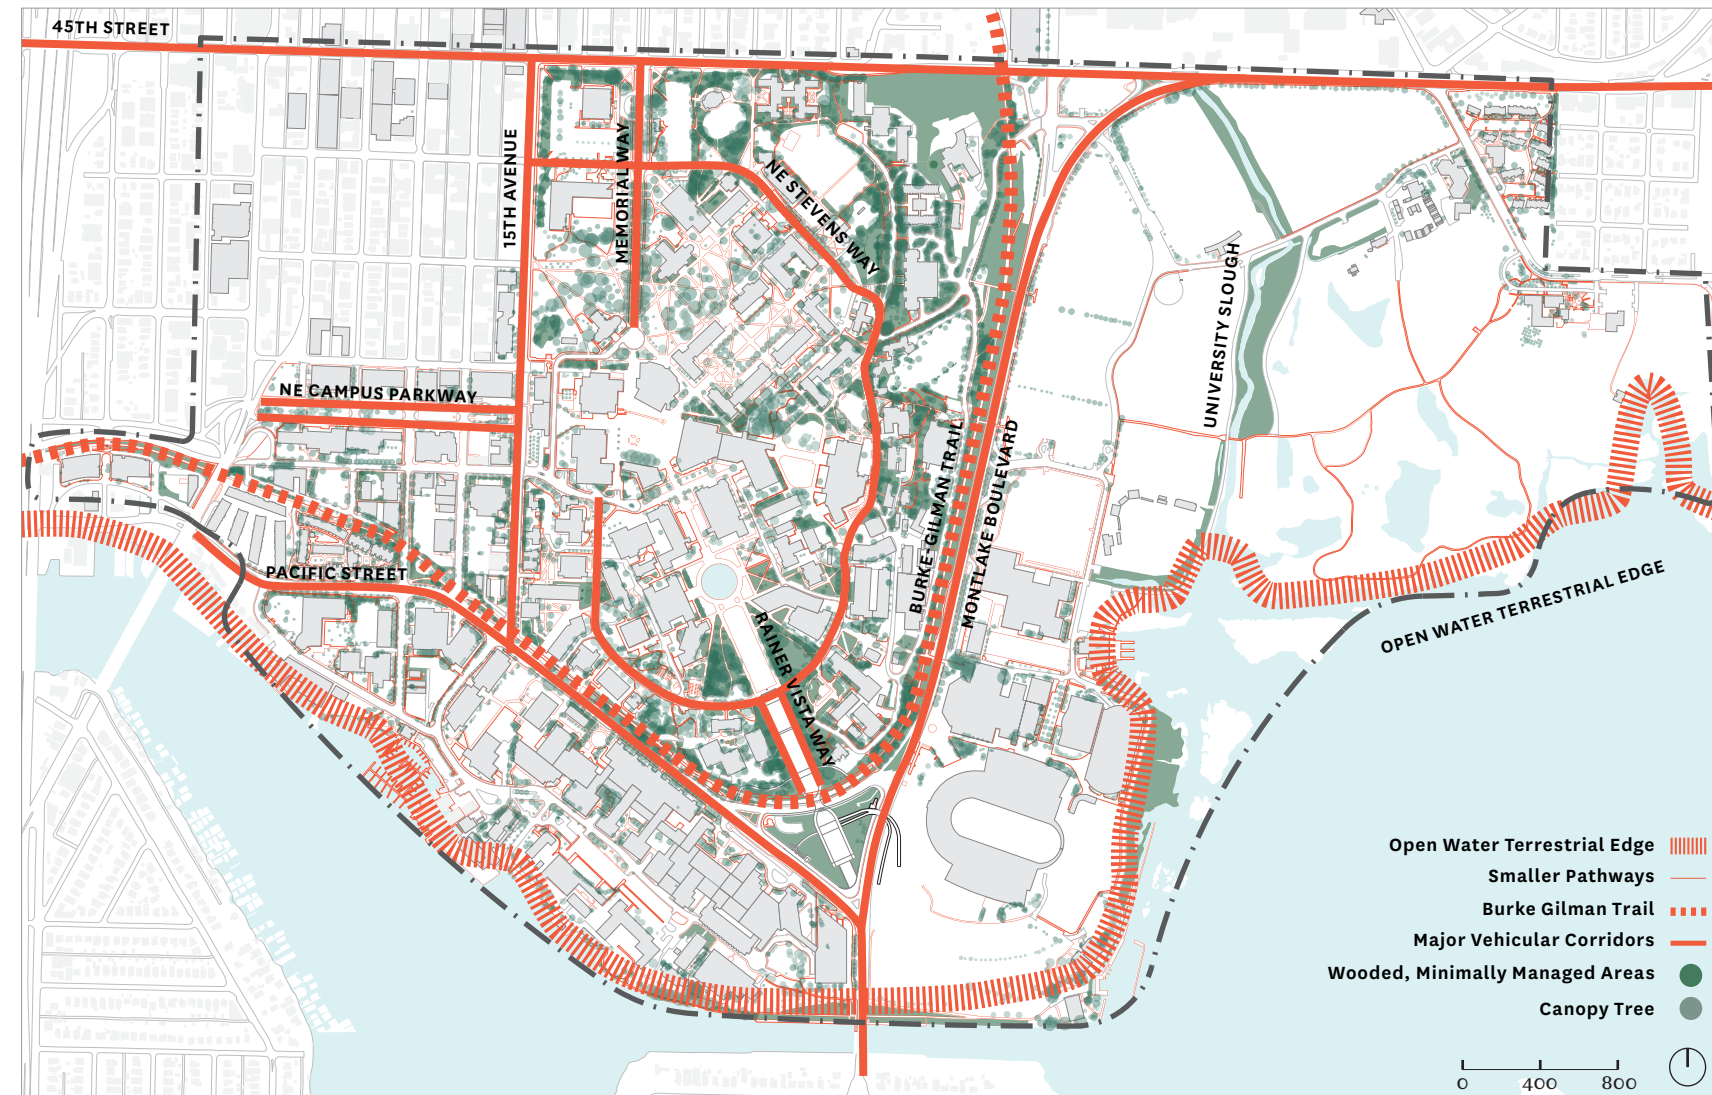 45TH STREET
15TH AVENUE
MEMORIAL WAY
NE STEVENS WAY
UNIVERSITY SLOUGH
NE CAMPUS PARKWAY
BURKE-GILMAN TRAIL
MONTLAKE BOULEVARD
PACIFIC STREET
RAINER VISTA WAY
OPEN WATER TERRESTRIAL EDGE
Open Water Terrestrial Edge
Smaller Pathways
Burke Gilman Trail
Major Vehicular Corridors
Wooded, Minimally Managed Areas
Canopy Tree
0 400 800